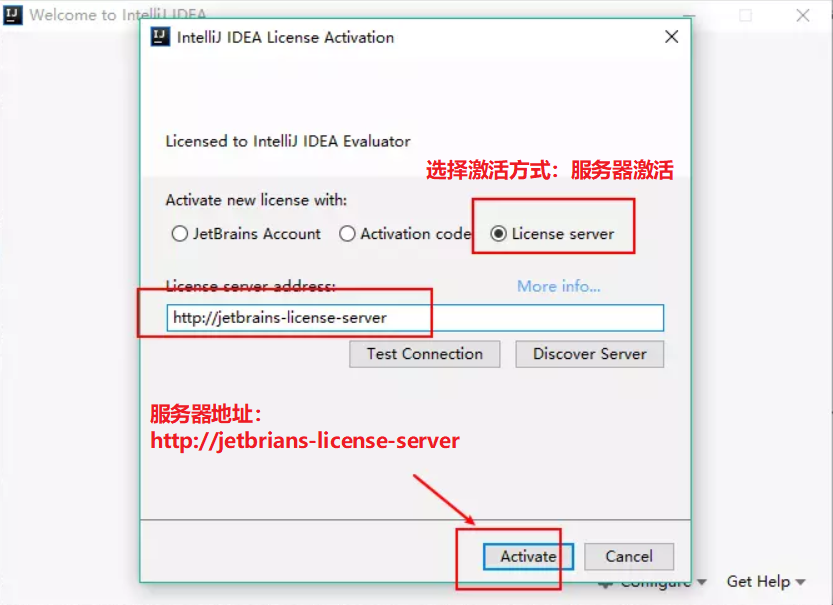 Welcome to IntelliJ IDEA
IntelliJ IDEA License Activation
Licensed to IntelliJ IDEA Evaluator
选择激活方式：服务器激活
Activate new license with:
JetBrains Account Activation code License server
License server address: More info...
http://jetbrains-license-server
Test Connection Discover Server
服务器地址：
http://jetbrians-license-server
Activate Cancel
Configure Get Help